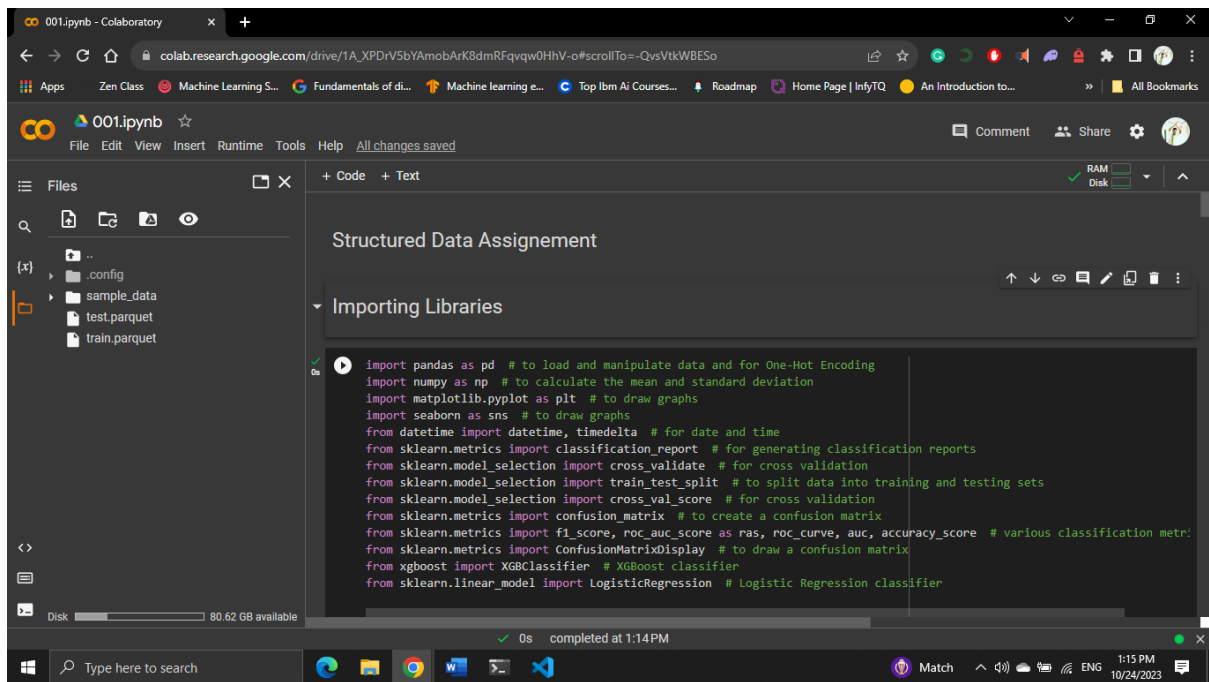 001.ipynb - Colaboratory
colab.research.google.com/drive/1A_XPDrV5bYAmobArK8dmRFqvqw0HhV-o#scrollTo=-QvsVtkWBESo
Apps Zen Class Machine Learning S... Fundamentals of di... Machine learning e... Top Ibm Ai Courses... Roadmap Home Page | InfyTQ An Introduction to... » All Bookmarks
001.ipynb
Comment Share
File Edit View Insert Runtime Tools Help All changes saved
Files
+ Code + Text
RAM
Disk
..
.config
sample_data
test.parquet
train.parquet
{x}
Structured Data Assignement
Importing Libraries
0s
import pandas as pd # to load and manipulate data and for One-Hot Encoding
import numpy as np # to calculate the mean and standard deviation
import matplotlib.pyplot as plt # to draw graphs
import seaborn as sns # to draw graphs
from datetime import datetime, timedelta # for date and time
from sklearn.metrics import classification_report # for generating classification reports
from sklearn.model_selection import cross_validate # for cross validation
from sklearn.model_selection import train_test_split # to split data into training and testing sets
from sklearn.model_selection import cross_val_score # for cross validation
from sklearn.metrics import confusion_matrix # to create a confusion matrix
from sklearn.metrics import f1_score, roc_auc_score as ras, roc_curve, auc, accuracy_score # various classification metri
from sklearn.metrics import ConfusionMatrixDisplay # to draw a confusion matrix
from xgboost import XGBClassifier # XGBoost classifier
from sklearn.linear_model import LogisticRegression # Logistic Regression classifier
Disk 80.62 GB available
0s completed at 1:14 PM
Type here to search
Match
ENG
1:15 PM
10/24/2023